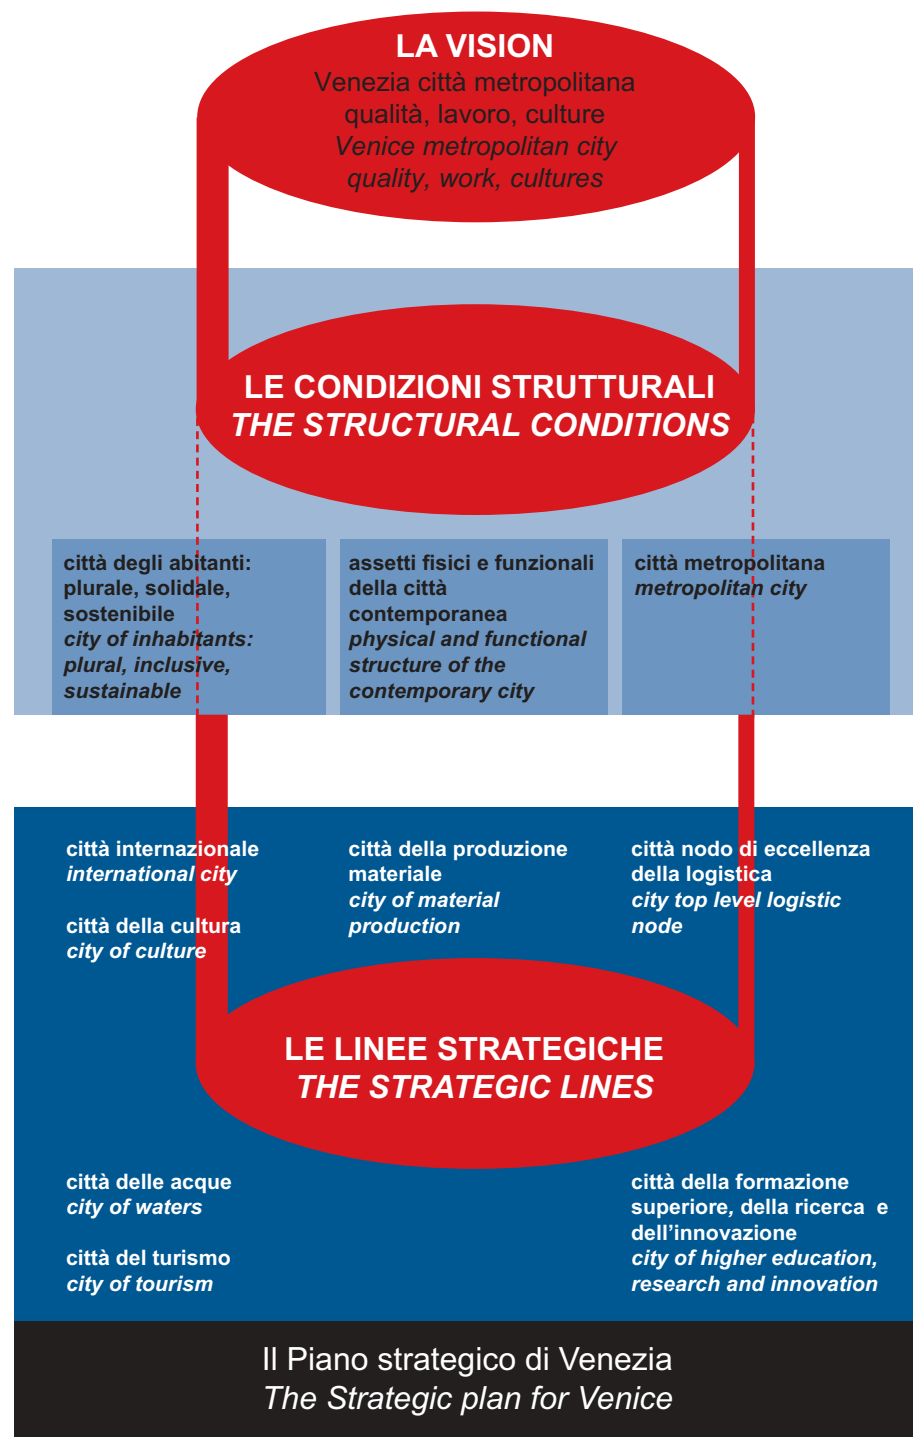 LA VISION
Venezia città metropolitana
qualità, lavoro, culture
Venice metropolitan city
quality, work, cultures
LE CONDIZIONI STRUTTURALI
THE STRUCTURAL CONDITIONS
città degli abitanti:
plurale, solidale,
sostenibile
city of inhabitants:
plural, inclusive,
sustainable
assetti fisici e funzionali
della città
contemporanea
physical and functional
structure of the
contemporary city
città metropolitana
metropolitan city
città internazionale
international city
città della cultura
city of culture
città della produzione
materiale
city of material
production
città nodo di eccellenza
della logistica
city top level logistic
node
LE LINEE STRATEGICHE
THE STRATEGIC LINES
città delle acque
city of waters
città del turismo
city of tourism
città della formazione
superiore, della ricerca e
dell'innovazione
city of higher education,
research and innovation
Il Piano strategico di Venezia
The Strategic plan for Venice